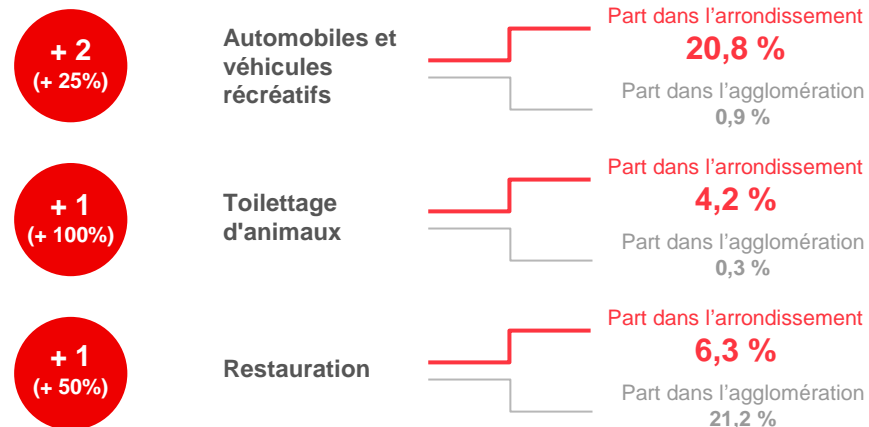 + 2
(+ 25%)
Automobiles et
véhicules
récréatifs
Part dans l'arrondissement
20,8 %
Part dans l'agglomération
0,9 %
+ 1
(+ 100%)
Toilettage
d'animaux
Part dans l'arrondissement
4,2 %
Part dans l'agglomération
0,3 %
+ 1
(+ 50%)
Restauration
Part dans l'arrondissement
6,3 %
Part dans l'agglomération
21,2 %